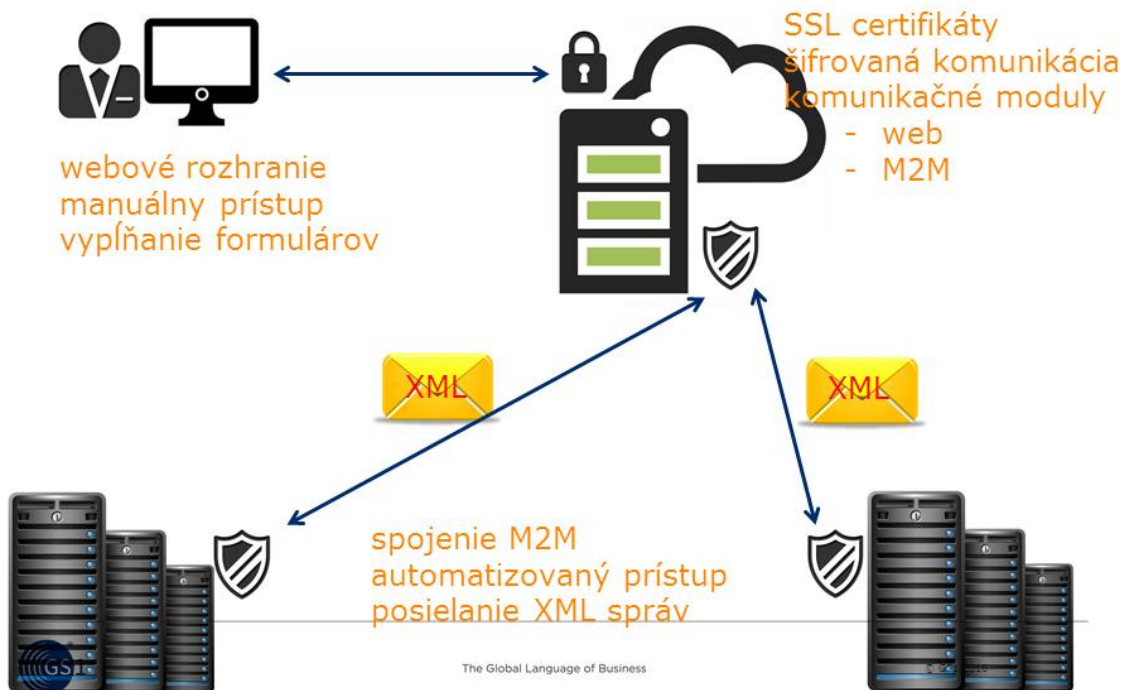 SSL certifikáty
šifrovaná komunikácia
komunikačné moduly
- web
- M2M
webové rozhranie
manuálny prístup
vypĺňanie formulárov
XML
XML
spojenie M2M
automatizovaný prístup
posielanie XML správ
GS1
The Global Language of Business